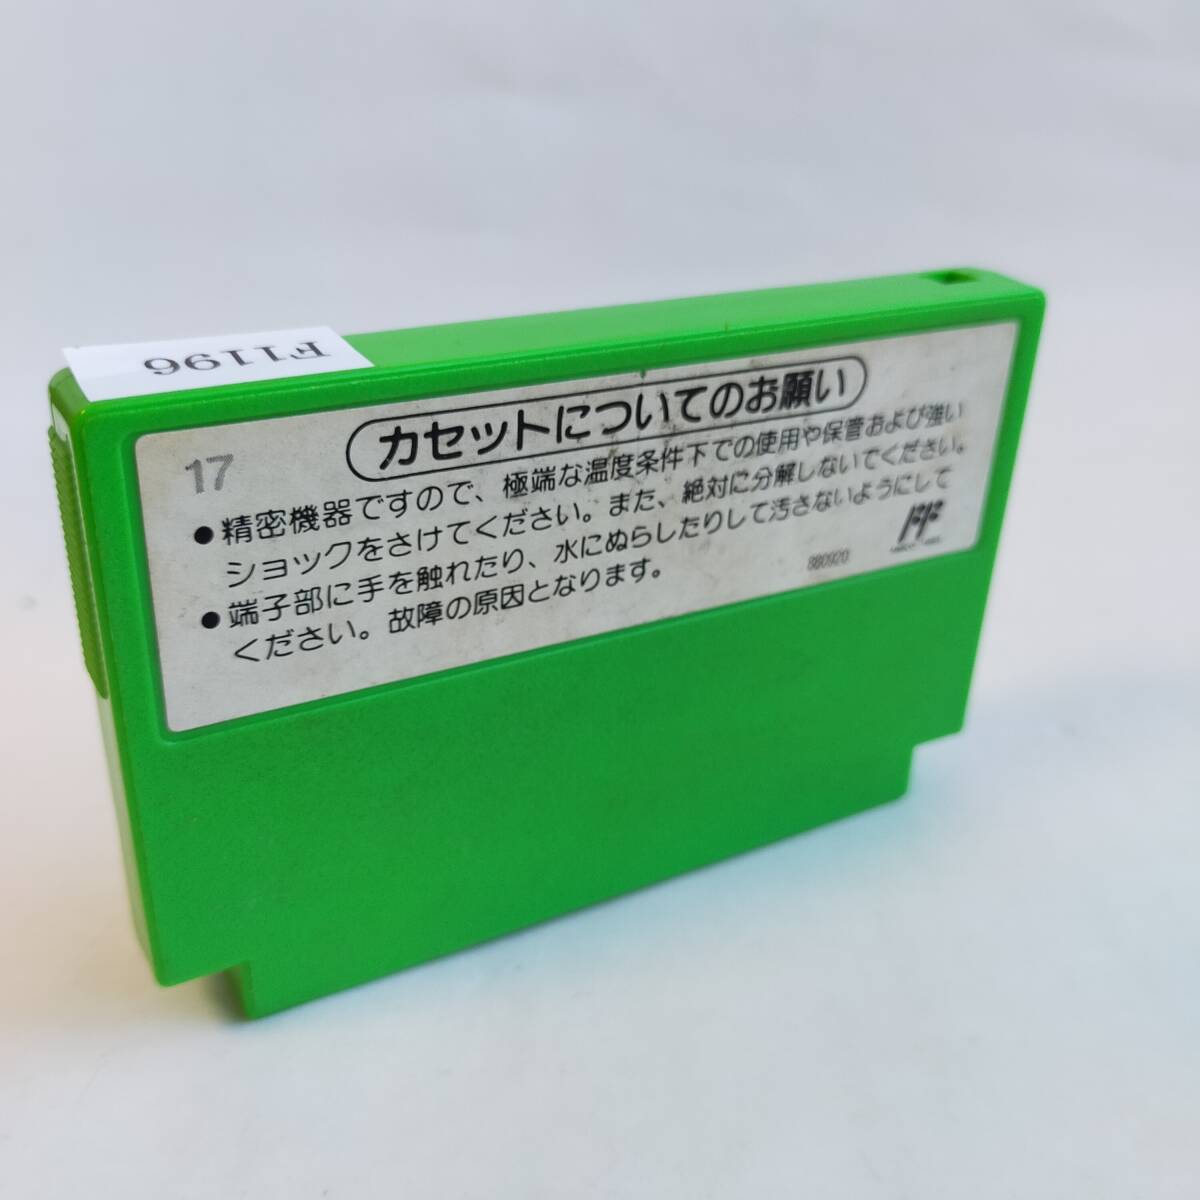 F1196
17
カセットについてのお願い
●精密機器ですので、極端な温度条件下での使用や保管および強い
ショックをさけてください。また、絶対に分解しないでください。
●端子部に手を触れたり、水にぬらしたりして汚さないようにして
ください。故障の原因となります。
880920